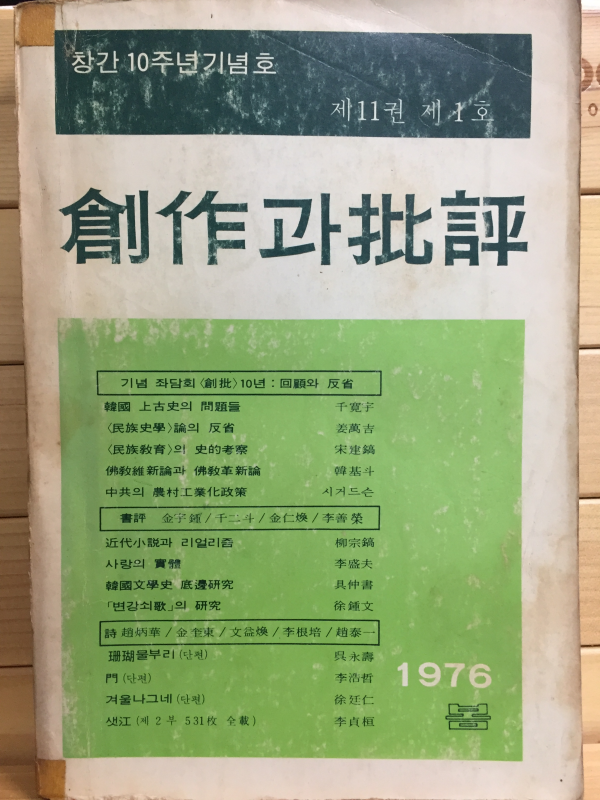 창간 10주년기념호
제11권 제1호
創作과批評
기념 좌담회〈創批〉10년 : 回顧와 反省
韓國 上古史의 問題들 千寬宇
〈民族史學〉論의 反省 姜萬吉
〈民族敎育〉의 史的考察 宋建鎬
佛敎維新論과 佛敎革新論 韓基斗
中共의 農村工業化政策 시거드슨
書評 金宇鍾/千二斗/金仁煥/李善榮
近代小說과 리얼리즘 柳宗鎬
사랑의 實體 李盛夫
韓國文學史 底邊硏究 具仲書
「변강쇠歌」의 硏究 徐鍾文
詩 趙炳華/金奎東/文益煥/李根培/趙泰一
珊瑚물부리(단편) 吳永壽
門(단편) 李浩哲
겨울나그네(단편) 徐廷仁
샛江(제 2 부 531枚 全載) 李貞桓
1976
봄